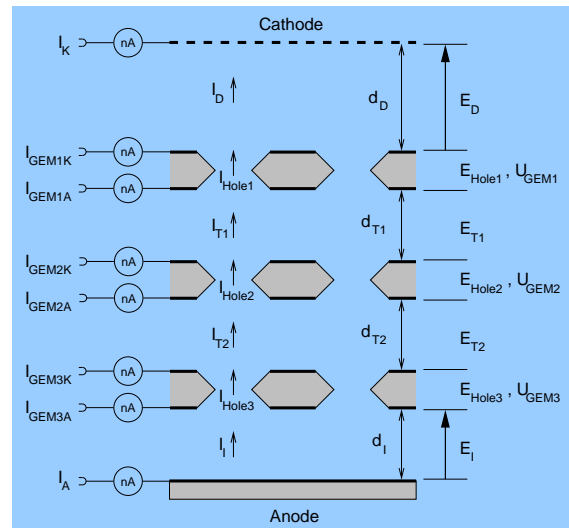 Cathode
I_K nA
I_D d_D E_D
I_GEM1K nA
I_Hole1 E_Hole1 , U_GEM1
I_GEM1A nA
I_T1 d_T1 E_T1
I_GEM2K nA
I_Hole2 E_Hole2 , U_GEM2
I_GEM2A nA
I_T2 d_T2 E_T2
I_GEM3K nA
I_Hole3 E_Hole3 , U_GEM3
I_GEM3A nA
I_I d_I E_I
I_A nA
Anode